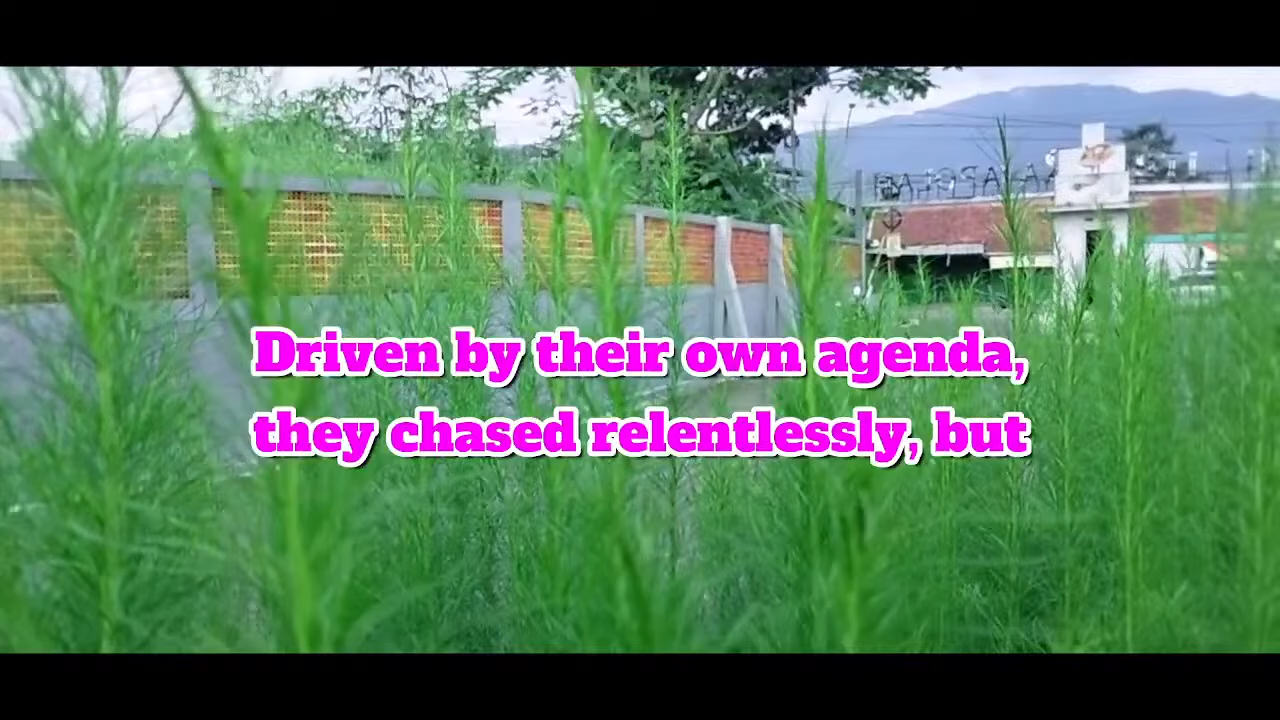 Driven by their own agenda,
they chased relentlessly, but